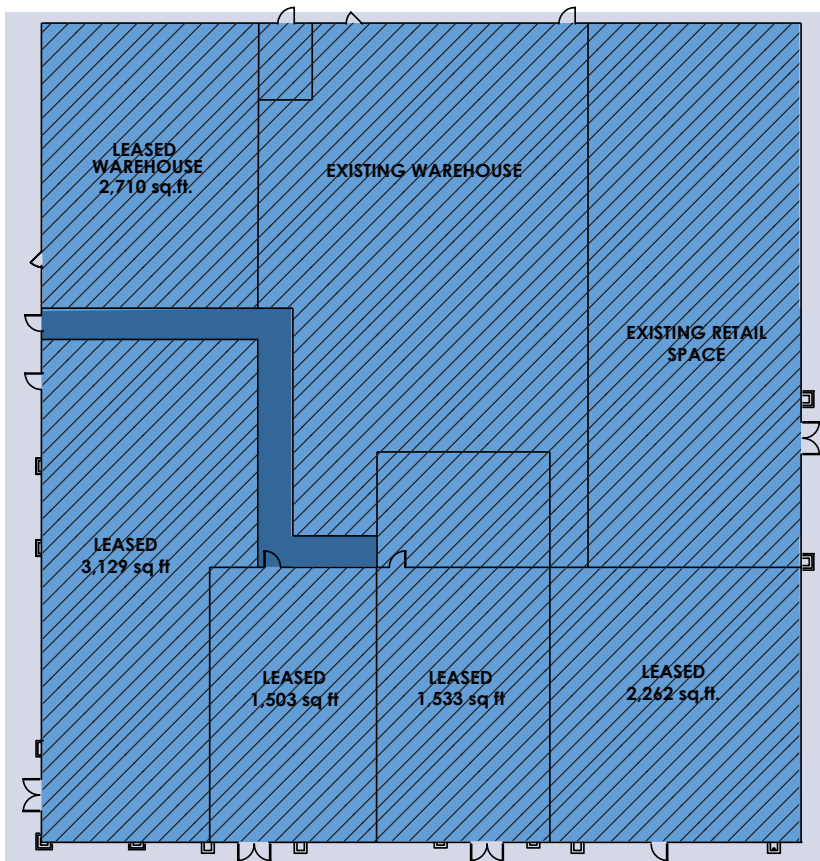 LEASED
WAREHOUSE
2,710 sq.ft.
EXISTING WAREHOUSE
EXISTING RETAIL
SPACE
LEASED
3,129 sq ft
LEASED
1,503 sq ft
LEASED
1,533 sq ft
LEASED
2,262 sq.ft.